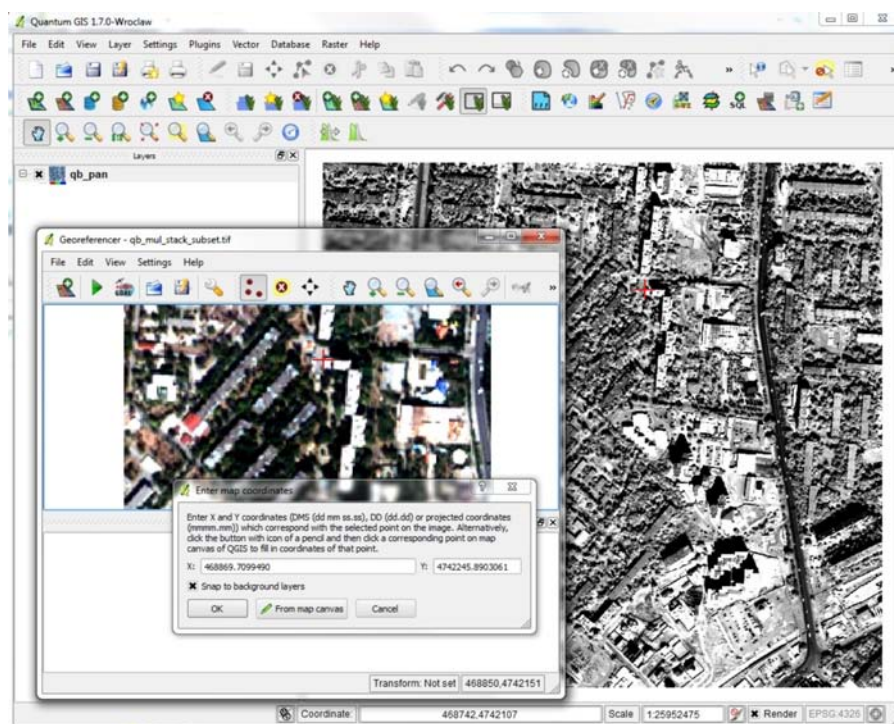 Quantum GIS 1.7.0-Wroclaw
File Edit View Layer Settings Plugins Vector Database Raster Help
Layers
qb_pan
Georeferencer - qb_mul_stack_subset.tif
File Edit View Settings Help
Enter map coordinates
Enter X and Y coordinates (DMS (dd mm ss.ss), DD (dd.dd) or projected coordinates
(mmmm.mm)) which correspond with the selected point on the image. Alternatively,
click the button with icon of a pencil and then click a corresponding point on map
canvas of QGIS to fill in coordinates of that point.
X: 468869.7099490 Y: 4742245.8903061
Snap to background layers
OK From map canvas Cancel
Transform: Not set 468850,4742151
Coordinate: 468742,4742107 Scale 1:25952475 Render EPSG:4326